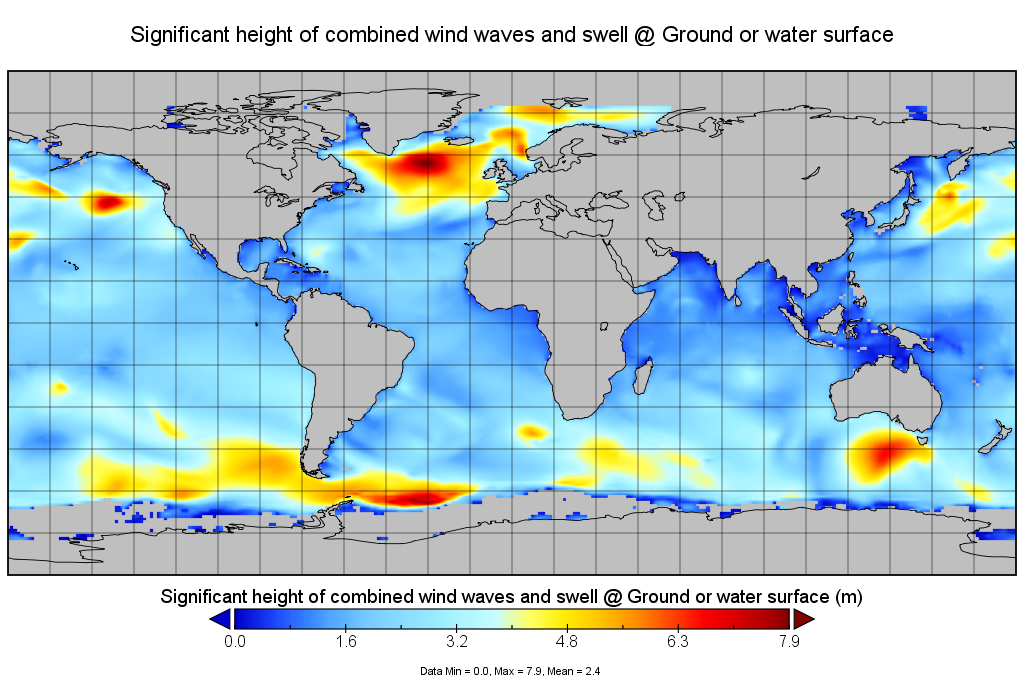 Significant height of combined wind waves and swell @ Ground or water surface
Significant height of combined wind waves and swell @ Ground or water surface (m)
0.0 1.6 3.2 4.8 6.3 7.9
Data Min = 0.0, Max = 7.9, Mean = 2.4